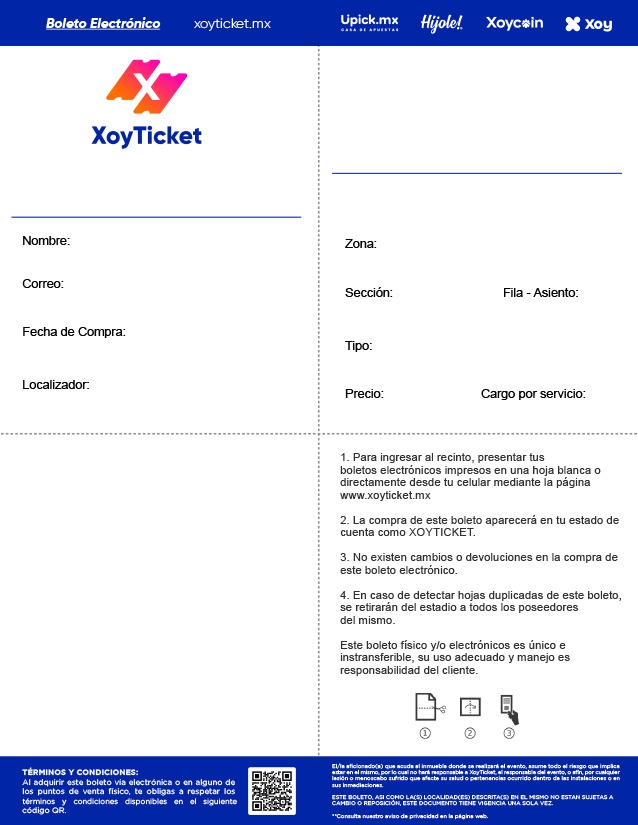 Boleto Electrónico
xoyticket.mx
Upick.mx
CASA DE APUESTAS
Híjole!
Xoycoin
Xoy
X
XoyTicket
Nombre:
Correo:
Fecha de Compra:
Localizador:
Zona:
Sección:
Fila - Asiento:
Tipo:
Precio:
Cargo por servicio:
1. Para ingresar al recinto, presentar tus
boletos electrónicos impresos en una hoja blanca o
directamente desde tu celular mediante la página
www.xoyticket.mx
2. La compra de este boleto aparecerá en tu estado de
cuenta como XOYTICKET.
3. No existen cambios o devoluciones en la compra de
este boleto electrónico.
4. En caso de detectar hojas duplicadas de este boleto,
se retirarán del estadio a todos los poseedores
del mismo.
Este boleto físico y/o electrónicos es único e
instransferible, su uso adecuado y manejo es
responsabilidad del cliente.
1
2
3
TÉRMINOS Y CONDICIONES:
Al adquirir este boleto vía electrónica o en alguno de
los puntos de venta físico, te obligas a respetar los
términos y condiciones disponibles en el siguiente
código QR.
El/la aficionado(a) que acuda al inmueble donde se realizará el evento, asume todo el riesgo que implica
estar en el mismo, por lo cual no hará responsable a XoyTicket, el responsable del evento, o afín, por cualquier
lesión o menoscabo sufrido que afecte su salud o pertenencias ocurrido dentro de las instalaciones o en
sus inmediaciones.
ESTE BOLETO, ASI COMO LA(S) LOCALIDAD(ES) DESCRITA(S) EN EL MISMO NO ESTAN SUJETAS A
CAMBIO O REPOSICIÓN, ESTE DOCUMENTO TIENE VIGENCIA UNA SOLA VEZ.
**Consulta nuestro aviso de privacidad en la página web.